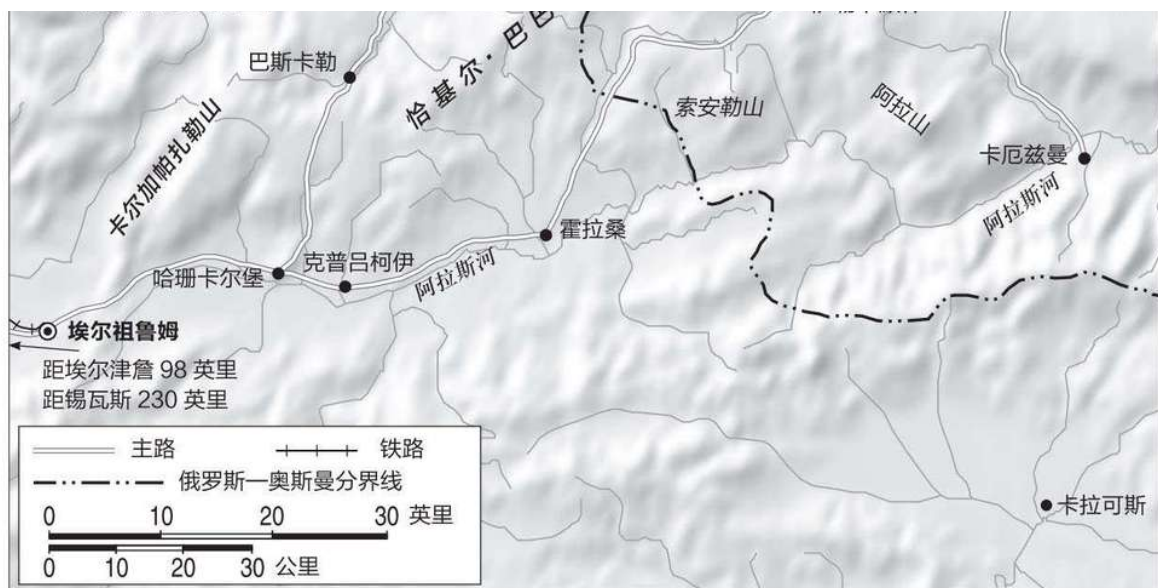 巴斯卡勒
恰基尔·巴巴
索安勒山
阿拉山
卡尔加帕扎勒山
卡厄兹曼
阿拉斯河
霍拉桑
克普吕柯伊
哈珊卡尔堡
阿拉斯河
埃尔祖鲁姆
距埃尔津詹 98 英里
距锡瓦斯 230 英里
主路 铁路
俄罗斯—奥斯曼分界线
0 10 20 30 英里
0 10 20 30 公里
卡拉可斯